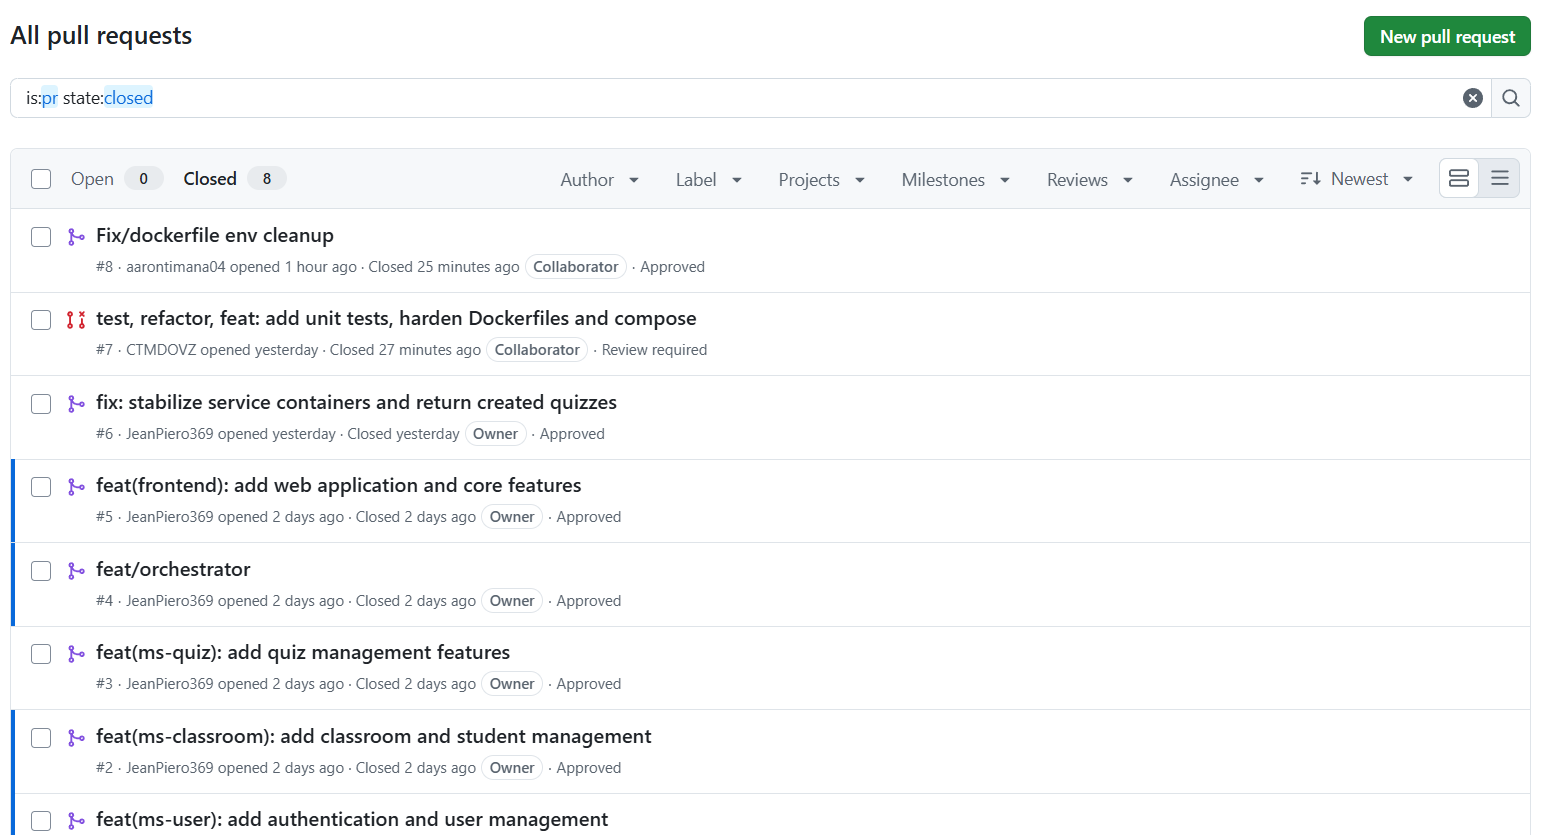 All pull requests
New pull request
is:pr state:closed
Open 0 Closed 8 Author Label Projects Milestones Reviews Assignee Newest
Fix/dockerfile env cleanup
#8 · aarontimana04 opened 1 hour ago · Closed 25 minutes ago Collaborator · Approved
test, refactor, feat: add unit tests, harden Dockerfiles and compose
#7 · CTMDOVZ opened yesterday · Closed 27 minutes ago Collaborator · Review required
fix: stabilize service containers and return created quizzes
#6 · JeanPiero369 opened yesterday · Closed yesterday Owner · Approved
feat(frontend): add web application and core features
#5 · JeanPiero369 opened 2 days ago · Closed 2 days ago Owner · Approved
feat/orchestrator
#4 · JeanPiero369 opened 2 days ago · Closed 2 days ago Owner · Approved
feat(ms-quiz): add quiz management features
#3 · JeanPiero369 opened 2 days ago · Closed 2 days ago Owner · Approved
feat(ms-classroom): add classroom and student management
#2 · JeanPiero369 opened 2 days ago · Closed 2 days ago Owner · Approved
feat(ms-user): add authentication and user management